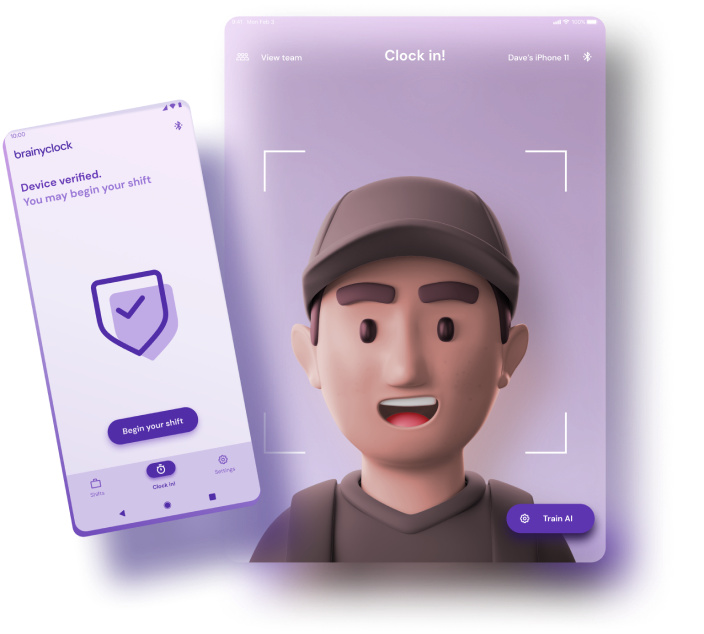 9:41 Mon Feb 3
100%
View team
Clock in!
Dave's iPhone 11
10:00
brainyclock
Device verified.
You may begin your shift
Begin your shift
Shifts
Clock in!
Settings
Train AI